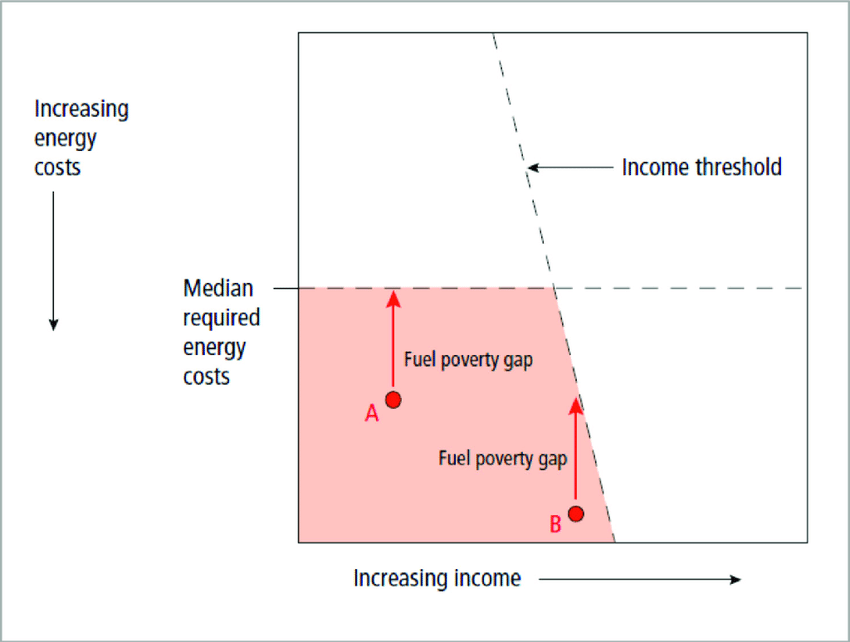 Increasing
energy
costs
Income threshold
Median
required
energy
costs
Fuel poverty gap
A
Fuel poverty gap
B
Increasing income